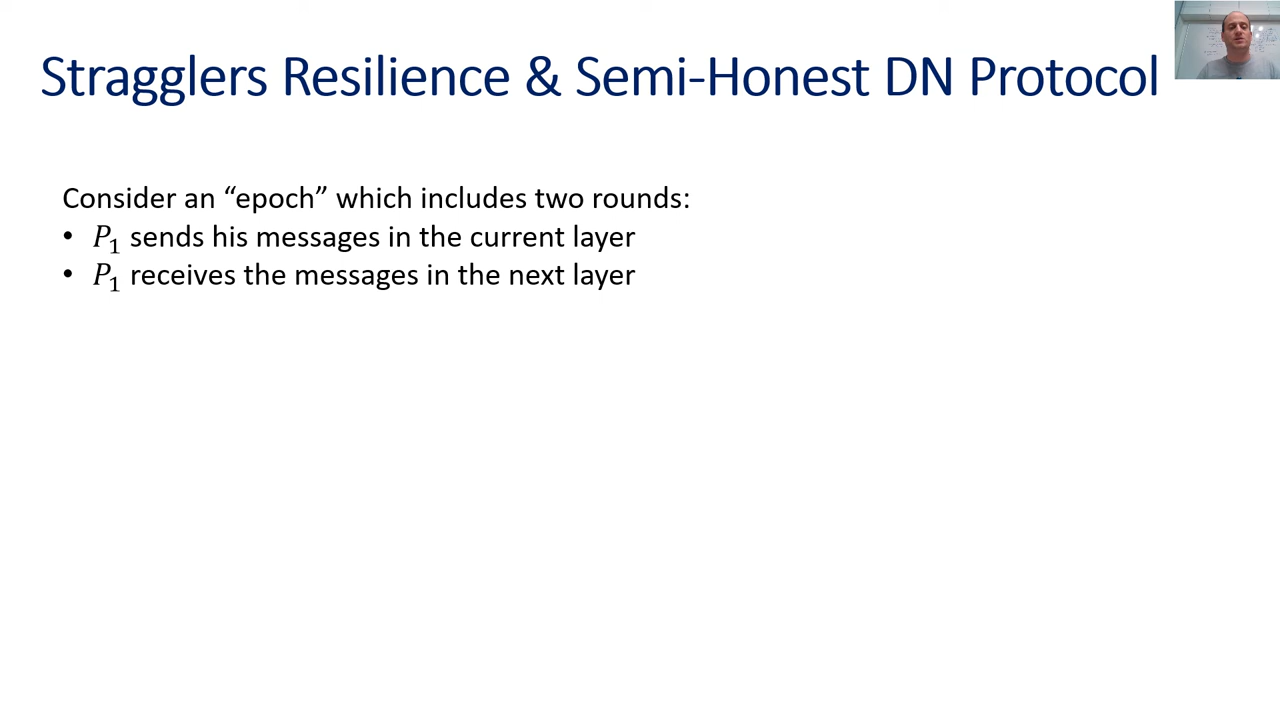 Stragglers Resilience & Semi-Honest DN Protocol
Consider an “epoch” which includes two rounds:
• P₁ sends his messages in the current layer
• P₁ receives the messages in the next layer